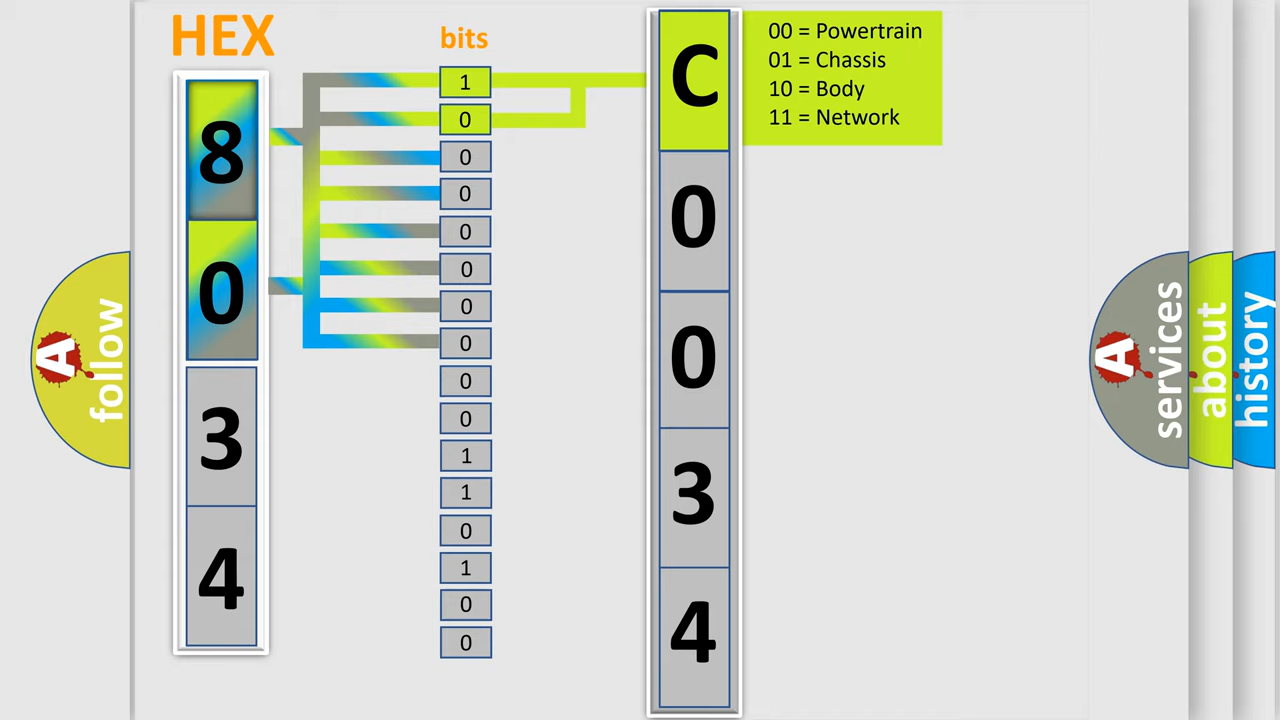 HEX
bits
8
0
3
4
1
0
0
0
0
0
0
0
0
0
1
1
0
1
0
0
C
0
0
3
4
00 = Powertrain
01 = Chassis
10 = Body
11 = Network
A
follow
A
services
about
history